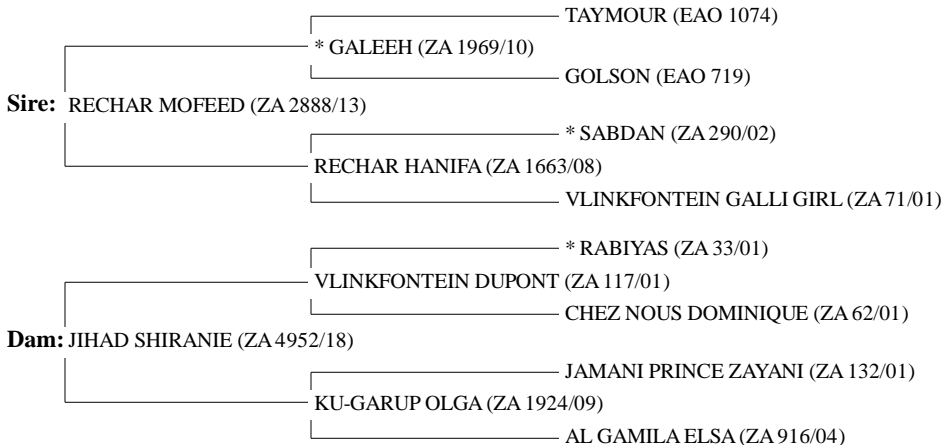 TAYMOUR (EAO 1074)
* GALEEH (ZA 1969/10)
GOLSON (EAO 719)
Sire: RECHAR MOFEED (ZA 2888/13)
* SABDAN (ZA 290/02)
RECHAR HANIFA (ZA 1663/08)
VLINKFONTEIN GALLI GIRL (ZA 71/01)
* RABIYAS (ZA 33/01)
VLINKFONTEIN DUPONT (ZA 117/01)
CHEZ NOUS DOMINIQUE (ZA 62/01)
Dam: JIHAD SHIRANIE (ZA 4952/18)
JAMANI PRINCE ZAYANI (ZA 132/01)
KU-GARUP OLGA (ZA 1924/09)
AL GAMILA ELSA (ZA 916/04)